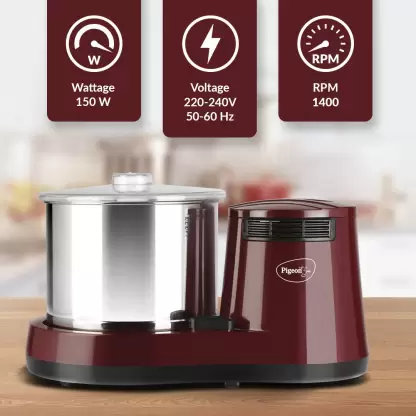 W
Wattage
150 W
Voltage
220-240V
50-60 Hz
RPM
RPM
1400
Pigeon